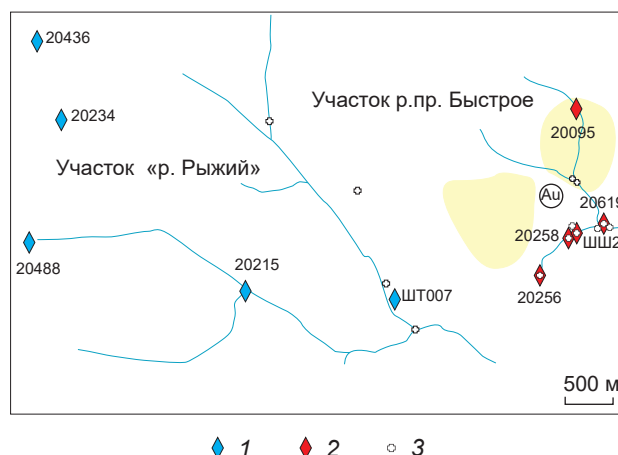 20436
Участок р.пр. Быстрое
20234
20095
Участок «р. Рыжий»
Au
20619
20258
ШШ2
20488
20215
20256
ШТ007
500 м
1 2 3